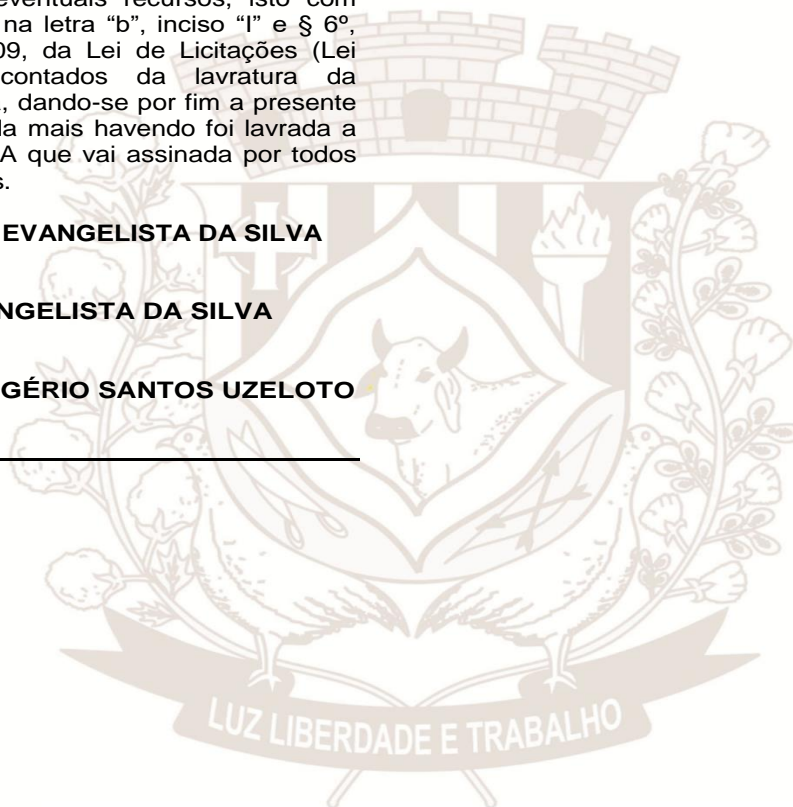 eventuais recursos, isto com
na letra “b”, inciso “I” e § 6º,
09, da Lei de Licitações (Lei
contados da lavratura da
, dando-se por fim a presente
da mais havendo foi lavrada a
A que vai assinada por todos
s.
EVANGELISTA DA SILVA
NGELISTA DA SILVA
GÉRIO SANTOS UZELOTO
LUZ LIBERDADE E TRABALHO